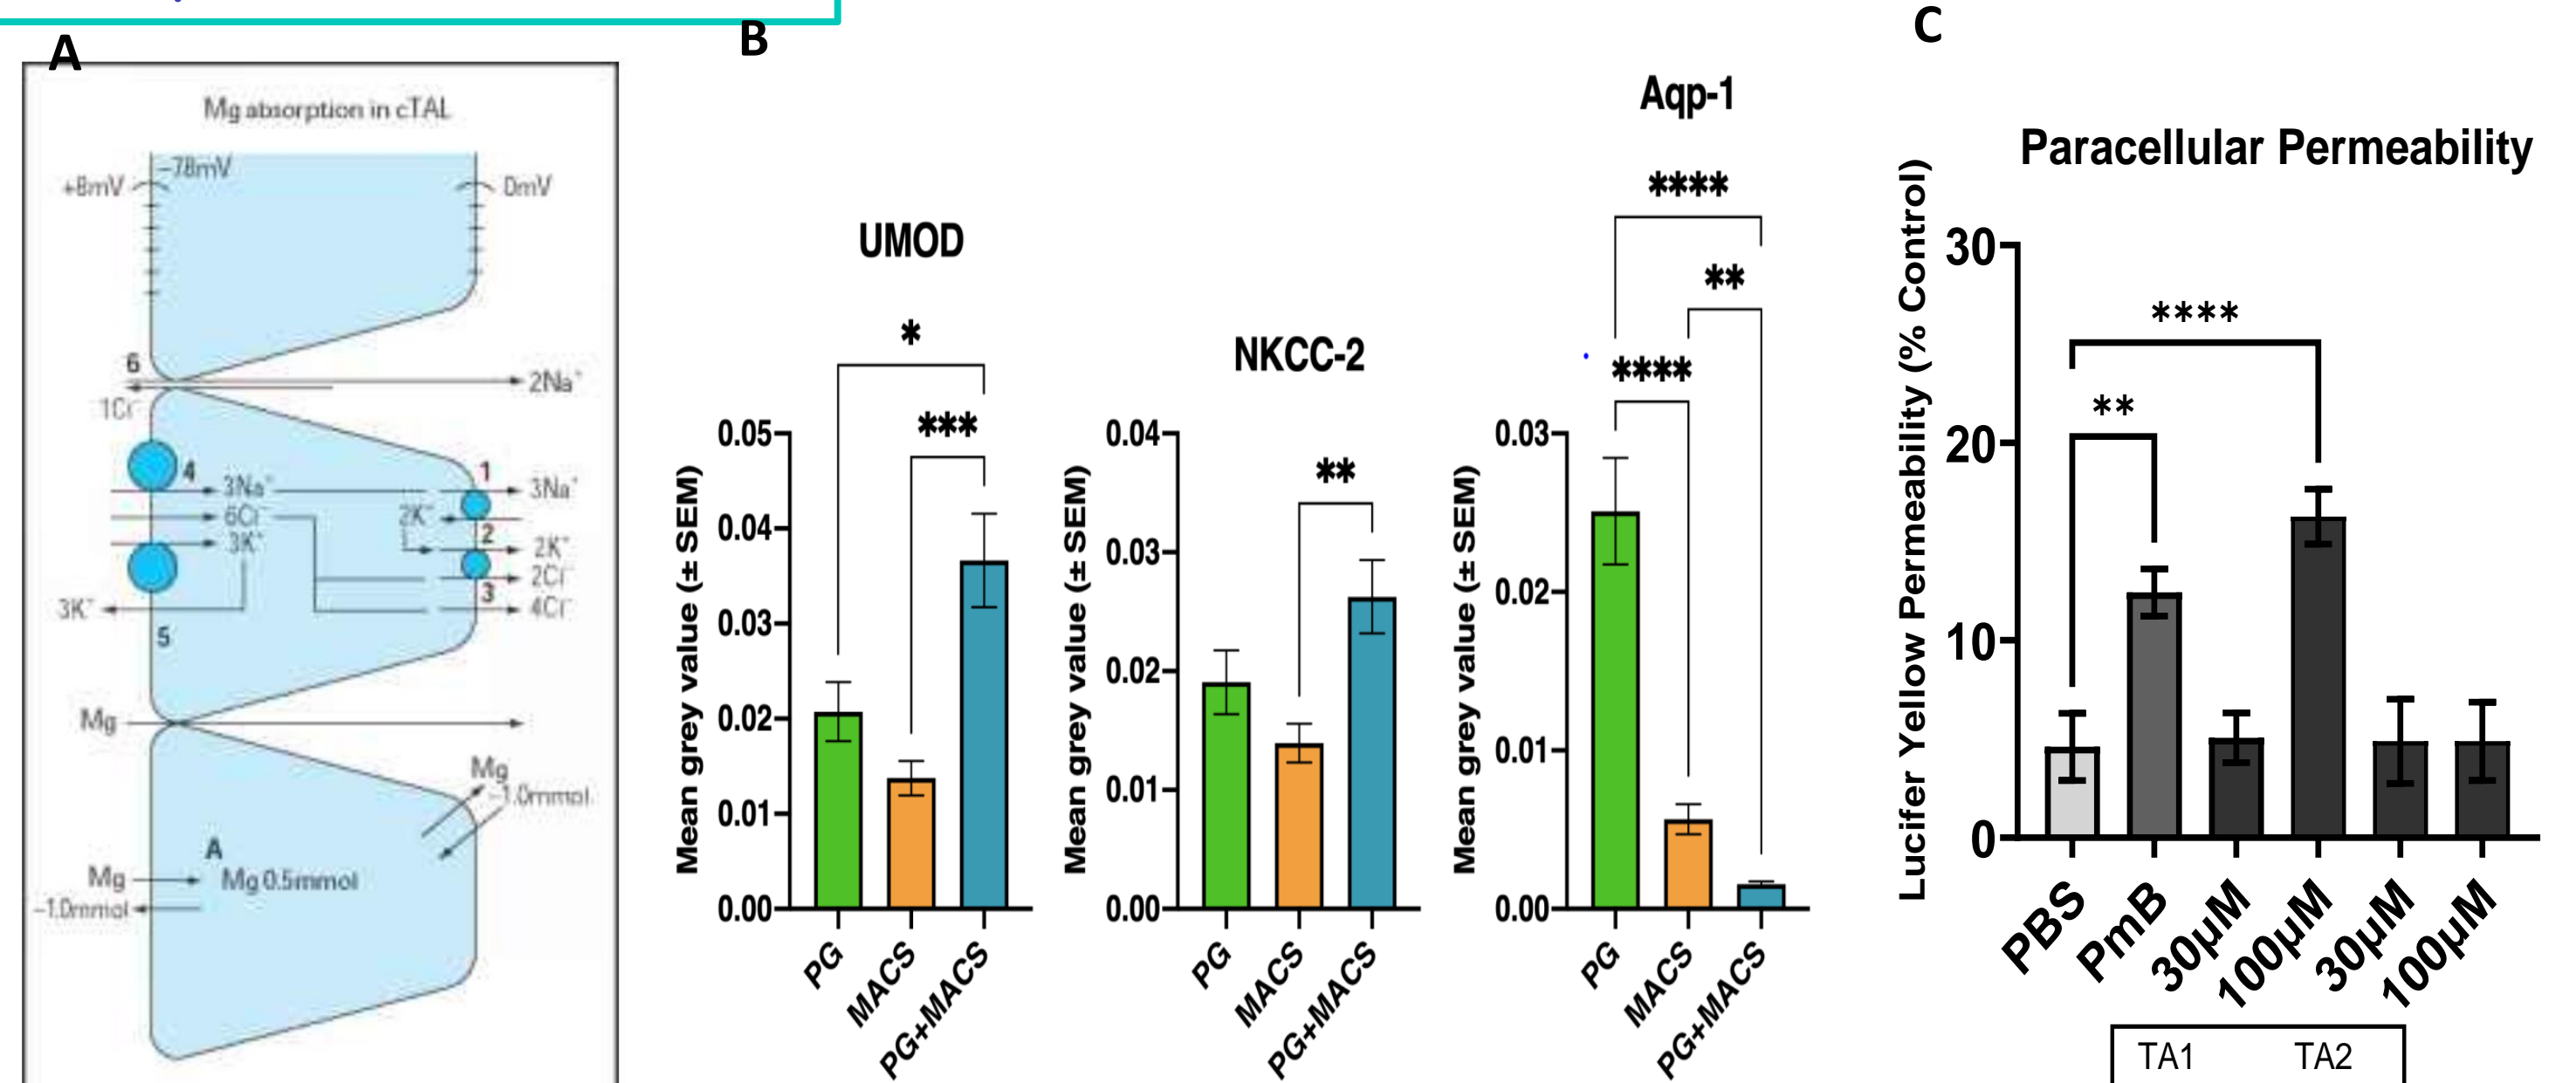 A
Mg absorption in cTAL
-78mV
+8mV
0mV
6
2Na⁺
1Cl⁻
4
1
3Na⁺
3Na⁺
6Cl⁻
2K⁺
3K⁺
2
2K⁺
2Cl⁻
3
3K⁺
4Cl⁻
5
Mg
Mg
~1.0mmol
A
Mg
Mg 0.5mmol
~1.0mmol
B
UMOD
*
***
Mean grey value (± SEM)
0.05
0.04
0.03
0.02
0.01
0.00
PG
MACS
PG+MACS
NKCC-2
**
Mean grey value (± SEM)
0.04
0.03
0.02
0.01
0.00
PG
MACS
PG+MACS
Aqp-1
****
**
****
Mean grey value (± SEM)
0.03
0.02
0.01
0.00
PG
MACS
PG+MACS
C
Paracellular Permeability
Lucifer Yellow Permeability (% Control)
30
20
10
0
****
**
PBS
PmB
30µM
100µM
30µM
100µM
TA1 TA2